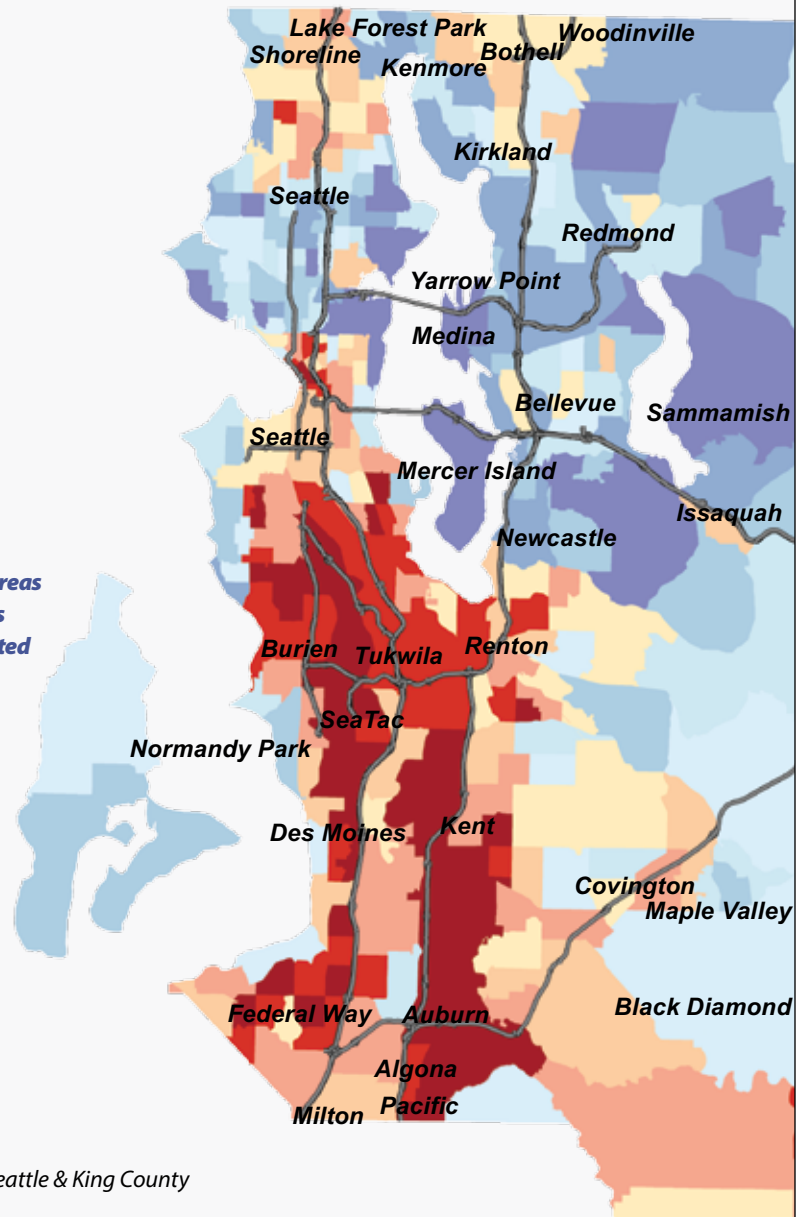 Lake Forest Park
Woodinville
Shoreline
Bothell
Kenmore
Kirkland
Seattle
Redmond
Yarrow Point
Medina
Bellevue
Sammamish
Seattle
Mercer Island
Issaquah
Newcastle
reas
s
ted
Burien
Tukwila
Renton
SeaTac
Normandy Park
Des Moines
Kent
Covington
Maple Valley
Black Diamond
Federal Way
Auburn
Algona
Pacific
Milton
eattle & King County